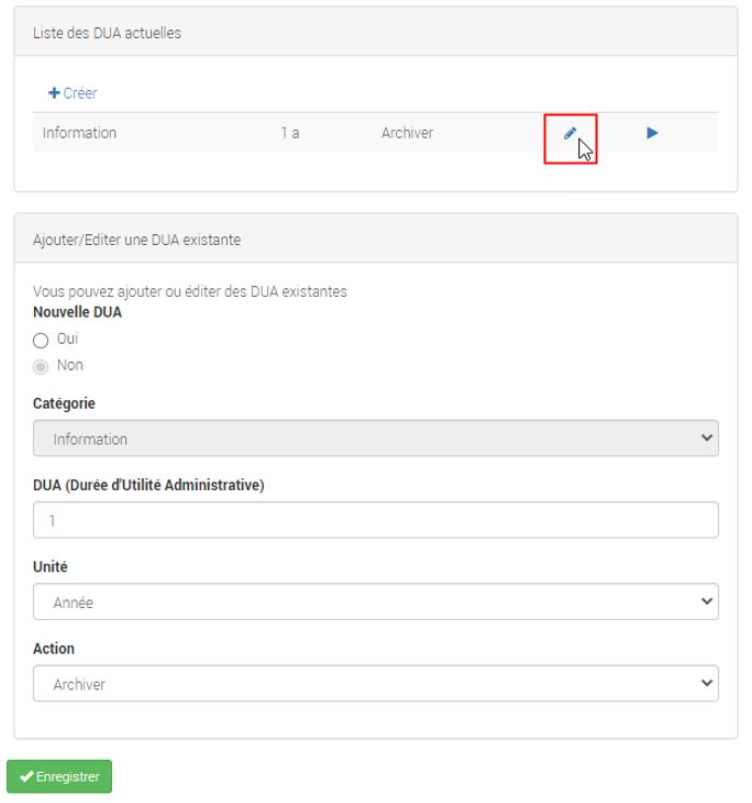 Liste des DUA actuelles
Créer
Information 1 a Archiver
Ajouter/Editer une DUA existante
Vous pouvez ajouter ou éditer des DUA existantes
Nouvelle DUA
Oui
Non
Catégorie
Information
DUA (Durée d'Utilité Administrative)
1
Unité
Année
Action
Archiver
Enregistrer